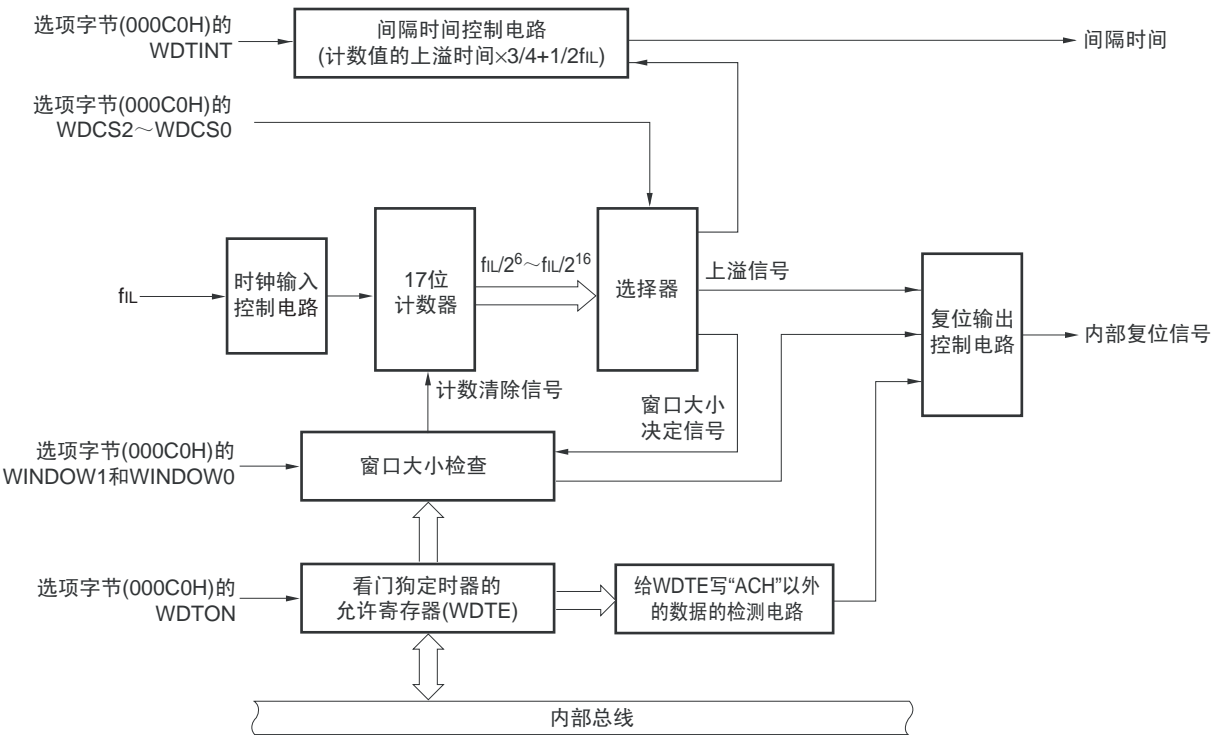 选项字节(000C0H)的
WDTINT
间隔时间控制电路
(计数值的上溢时间×3/4+1/2fIL)
间隔时间
选项字节(000C0H)的
WDCS2～WDCS0
fIL
时钟输入
控制电路
17位
计数器
fIL/2⁶～fIL/2¹⁶
选择器
上溢信号
复位输出
控制电路
内部复位信号
计数清除信号
窗口大小
决定信号
选项字节(000C0H)的
WINDOW1和WINDOW0
窗口大小检查
选项字节(000C0H)的
WDTON
看门狗定时器的
允许寄存器(WDTE)
给WDTE写“ACH”以外
的数据的检测电路
内部总线